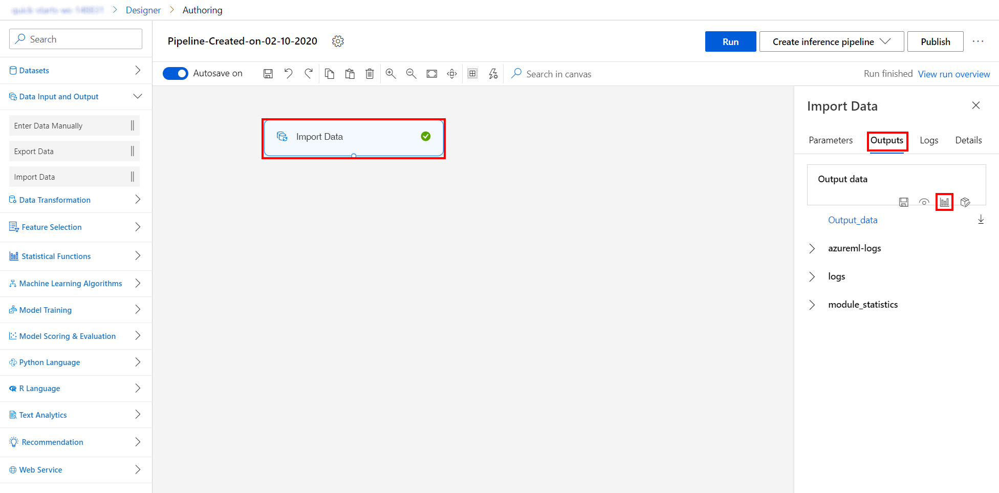 Designer
Authoring
Search
Pipeline-Created-on-02-10-2020
Run
Create inference pipeline
Publish
Autosave on
Search in canvas
Run finished
View run overview
Datasets
Data Input and Output
Enter Data Manually
Export Data
Import Data
Data Transformation
Feature Selection
Statistical Functions
Machine Learning Algorithms
Model Training
Model Scoring & Evaluation
Python Language
R Language
Text Analytics
Recommendation
Web Service
Import Data
Import Data
Parameters
Outputs
Logs
Details
Output data
Output_data
azureml-logs
logs
module_statistics